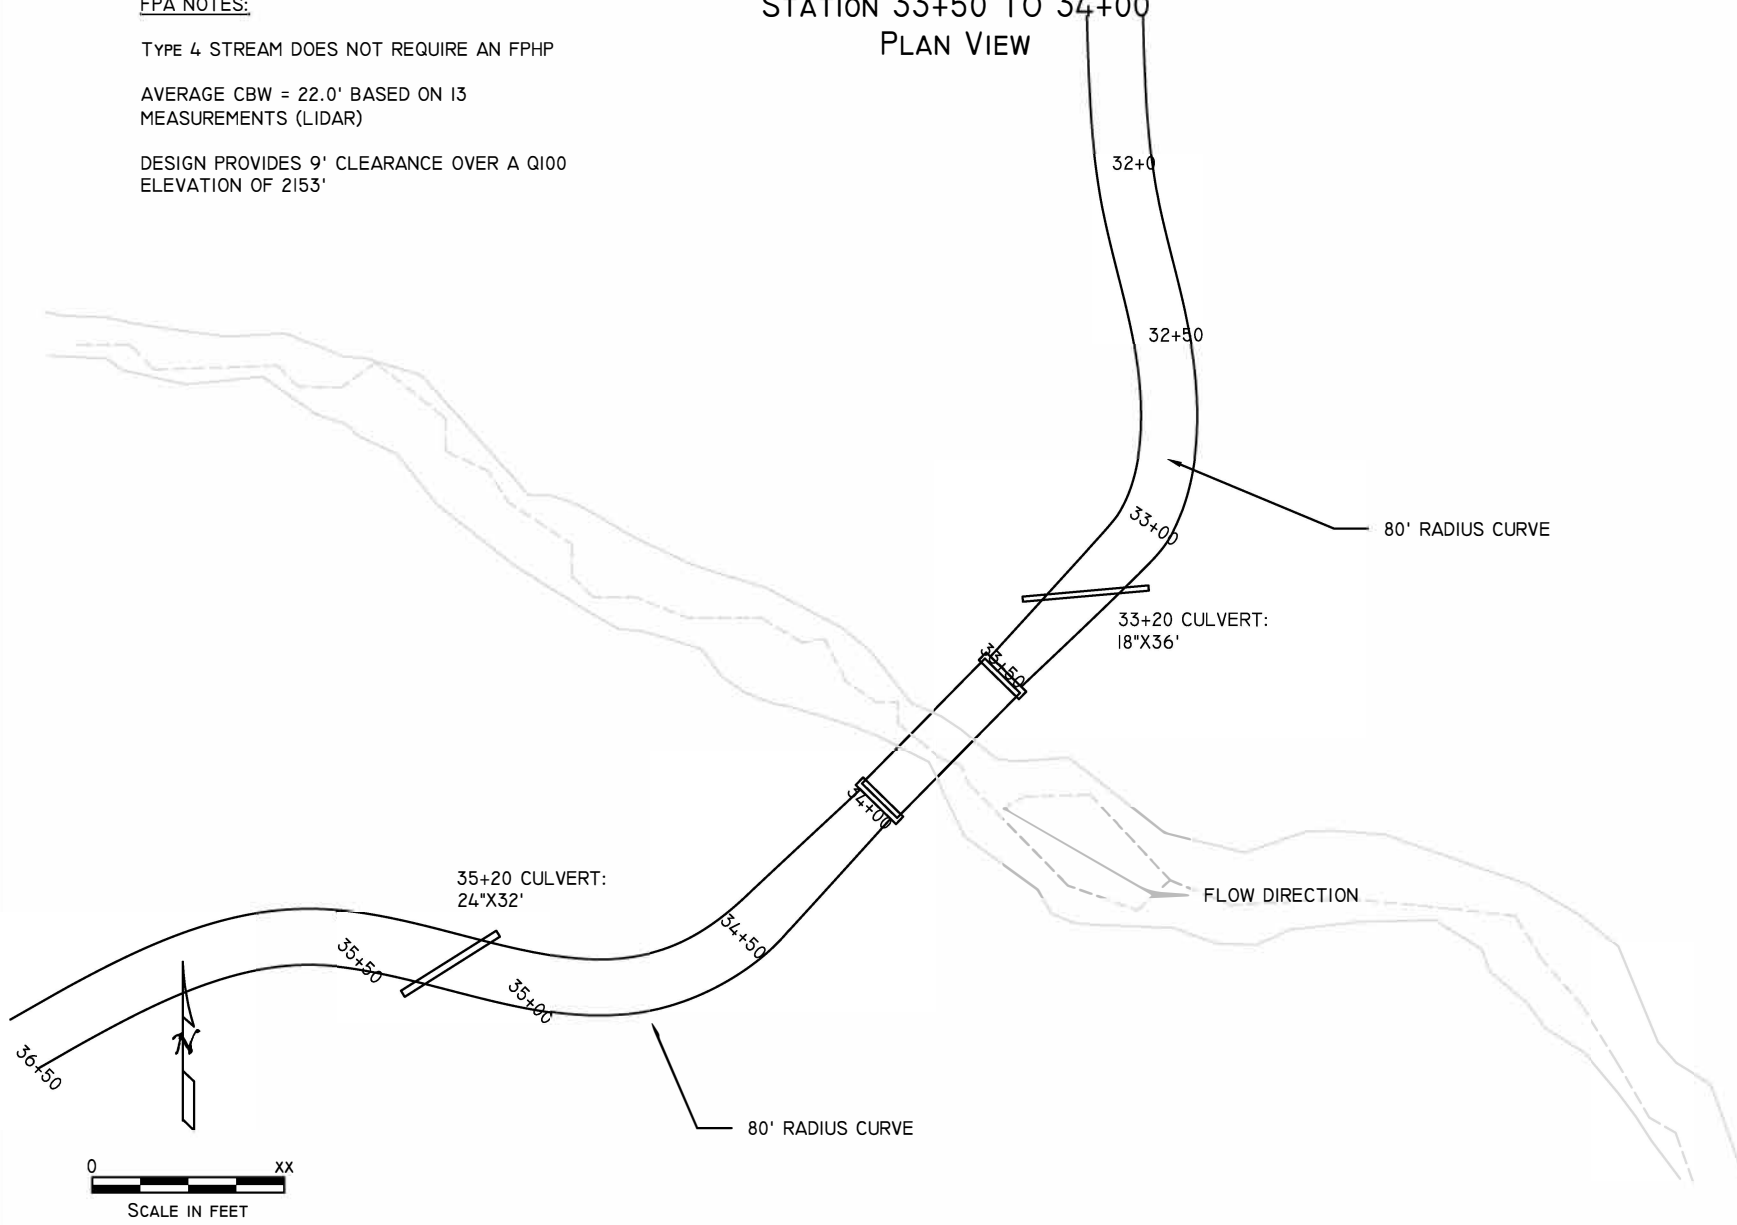 FPA NOTES:
TYPE 4 STREAM DOES NOT REQUIRE AN FPHP
AVERAGE CBW = 22.0' BASED ON 13
MEASUREMENTS (LIDAR)
DESIGN PROVIDES 9' CLEARANCE OVER A Q100
ELEVATION OF 2153'
STATION 33+50 TO 34+00
PLAN VIEW
32+0
32+50
80' RADIUS CURVE
33+00
33+20 CULVERT:
18"X36'
33+50
34+00
35+20 CULVERT:
24"X32'
FLOW DIRECTION
34+50
35+50
35+00
N
36+50
80' RADIUS CURVE
0 XX
SCALE IN FEET